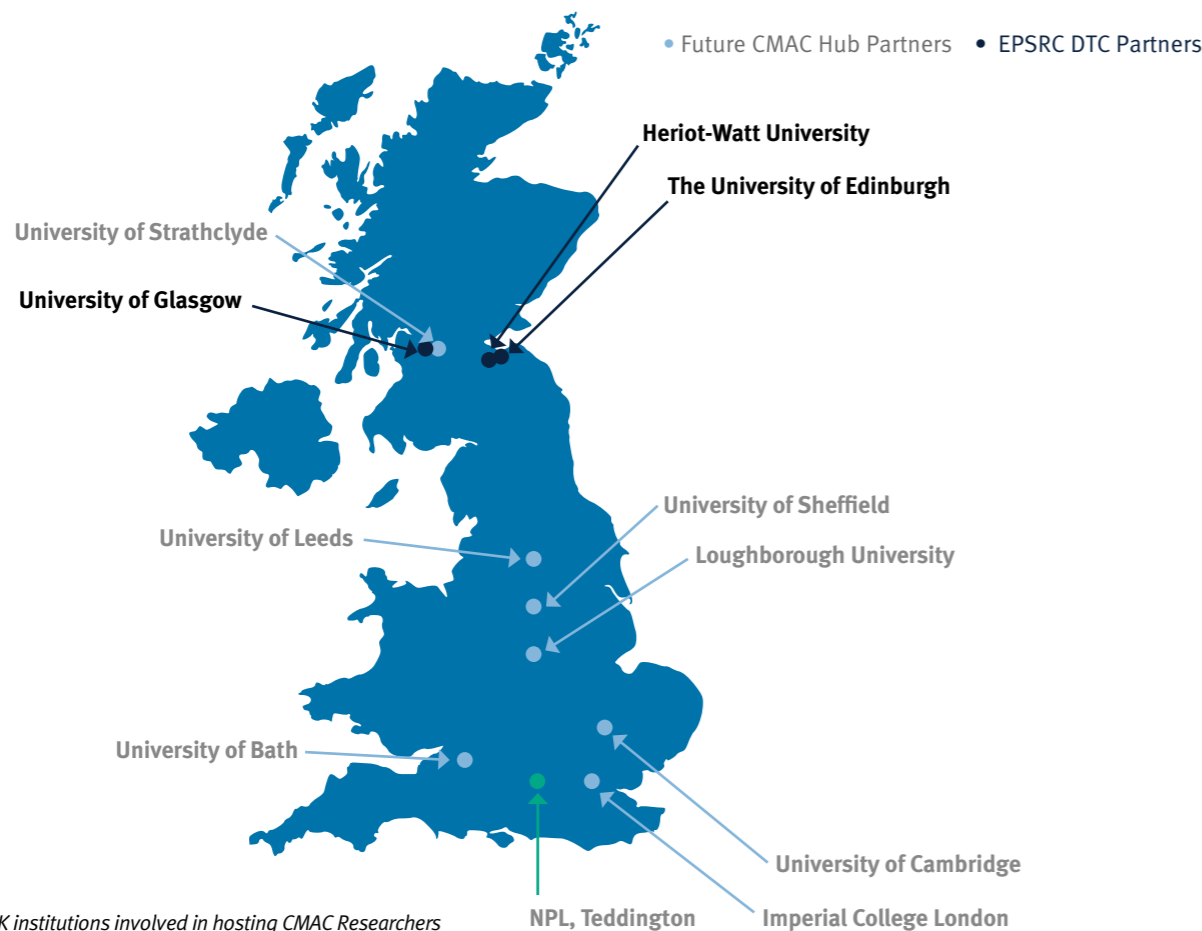 Future CMAC Hub Partners
EPSRC DTC Partners
Heriot-Watt University
The University of Edinburgh
University of Strathclyde
University of Glasgow
University of Sheffield
University of Leeds
Loughborough University
University of Bath
University of Cambridge
NPL, Teddington
Imperial College London
K institutions involved in hosting CMAC Researchers